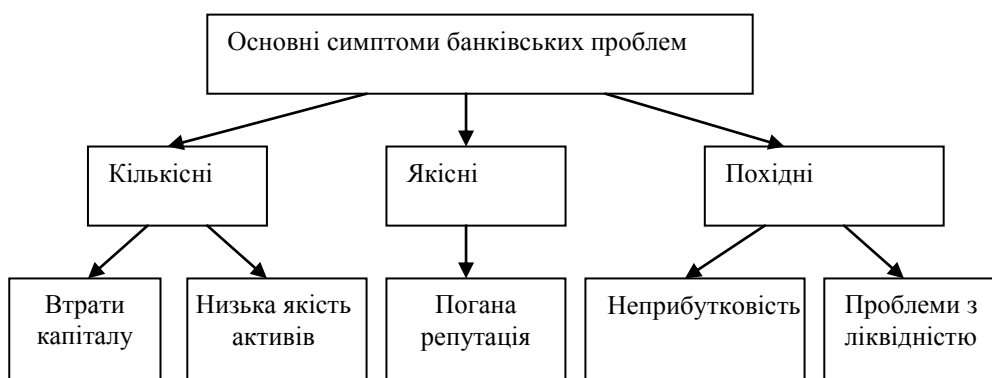 Основні симптоми банківських проблем
Кількісні
Якісні
Похідні
Втрати
капіталу
Низька якість
активів
Погана
репутація
Неприбутковість
Проблеми з
ліквідністю